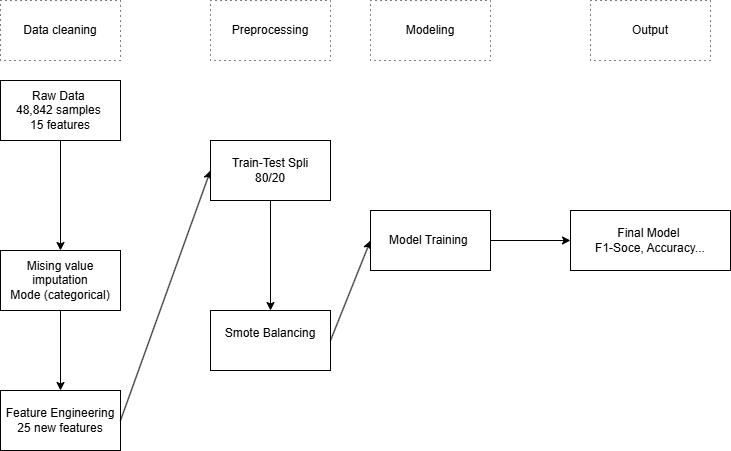 Data cleaning
Preprocessing
Modeling
Output
Raw Data
48,842 samples
15 features
Mising value
imputation
Mode (categorical)
Feature Engineering
25 new features
Train-Test Spli
80/20
Smote Balancing
Model Training
Final Model
F1-Soce, Accuracy...